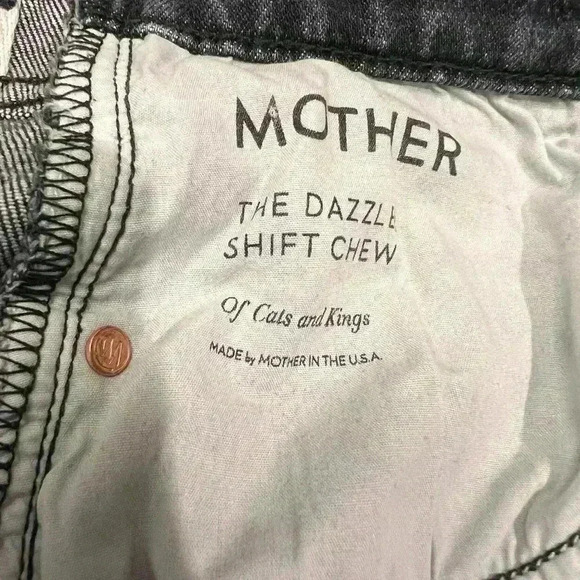 MOTHER
THE DAZZLE
SHIFT CHEW
Of Cats and Kings
MADE by MOTHER IN THE U.S.A.